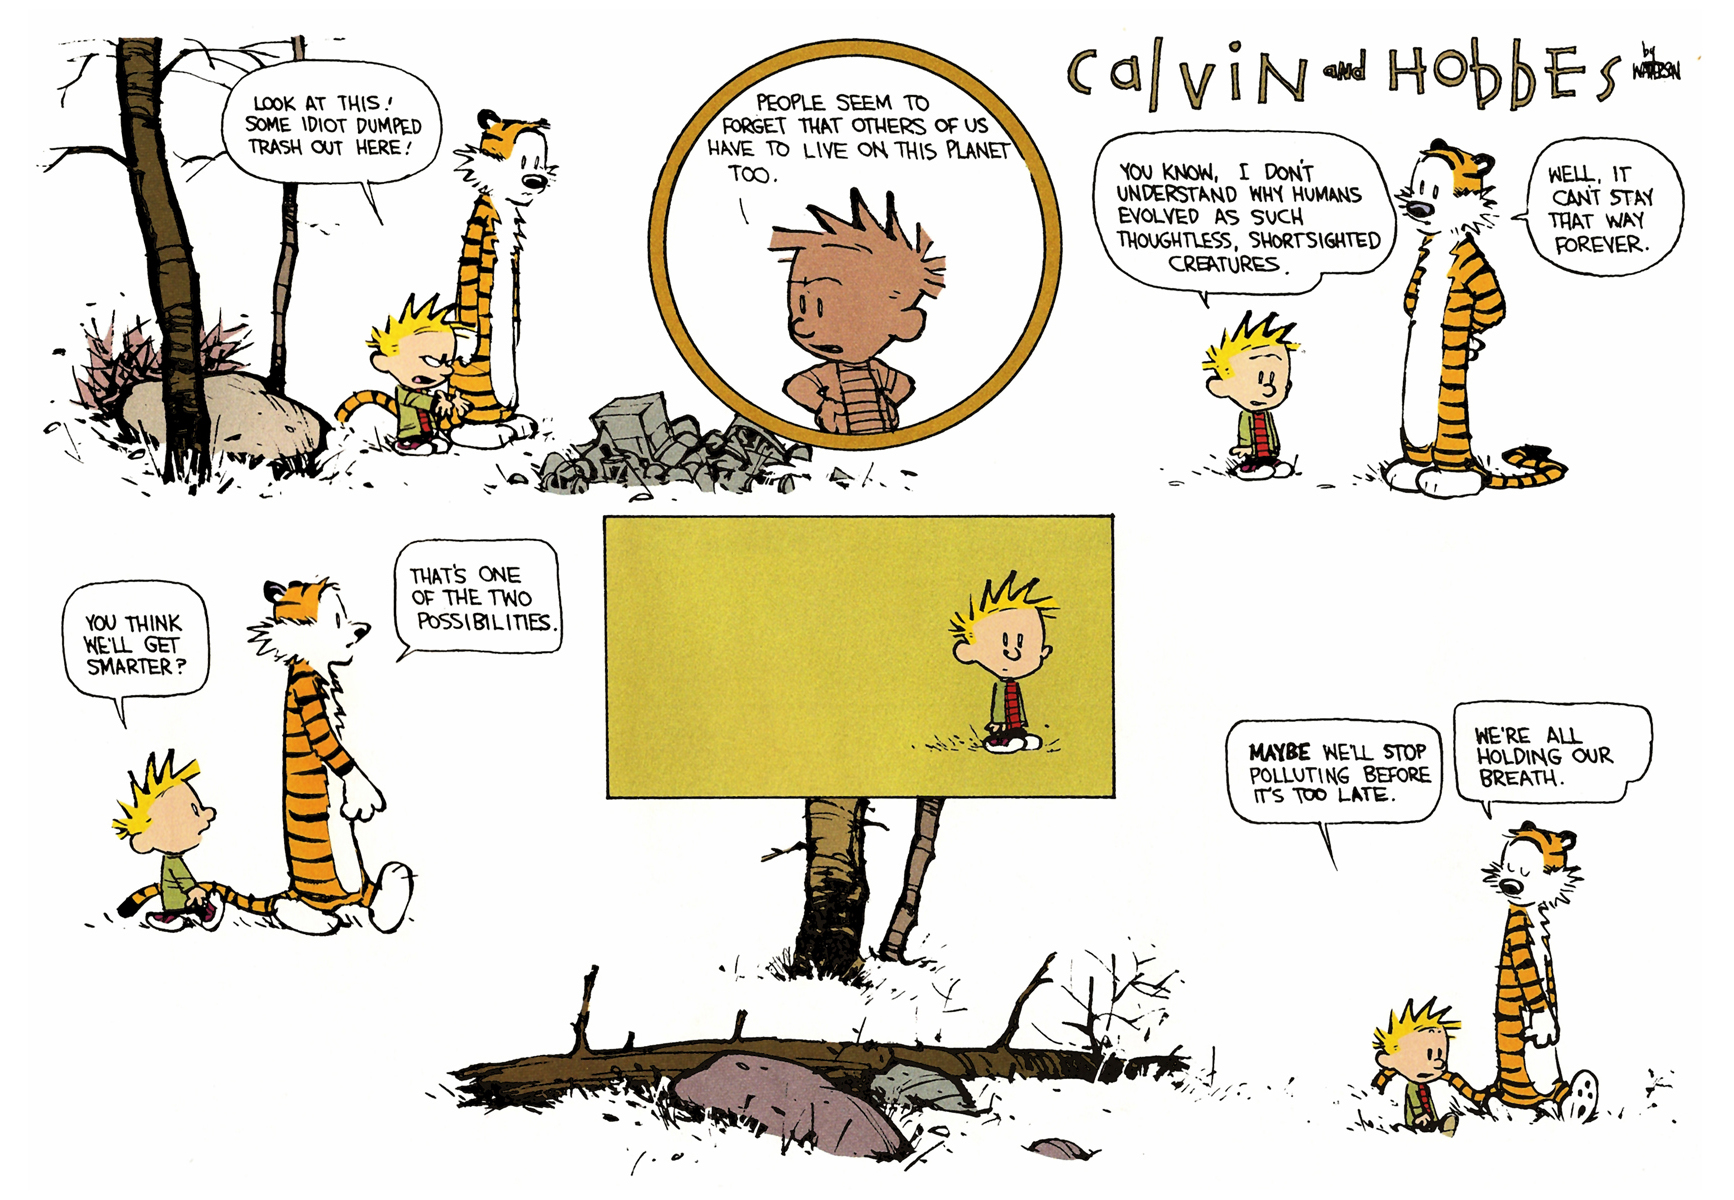 CALVIN AND HOBBES BY WATTERSON
LOOK AT THIS!
SOME IDIOT DUMPED
TRASH OUT HERE!
PEOPLE SEEM TO
FORGET THAT OTHERS OF US
HAVE TO LIVE ON THIS PLANET
TOO.
YOU KNOW, I DON'T
UNDERSTAND WHY HUMANS
EVOLVED AS SUCH
THOUGHTLESS, SHORTSIGHTED
CREATURES.
WELL, IT
CAN'T STAY
THAT WAY
FOREVER.
YOU THINK
WE'LL GET
SMARTER?
THAT'S ONE
OF THE TWO
POSSIBILITIES.
MAYBE WE'LL STOP
POLLUTING BEFORE
IT'S TOO LATE.
WE'RE ALL
HOLDING OUR
BREATH.